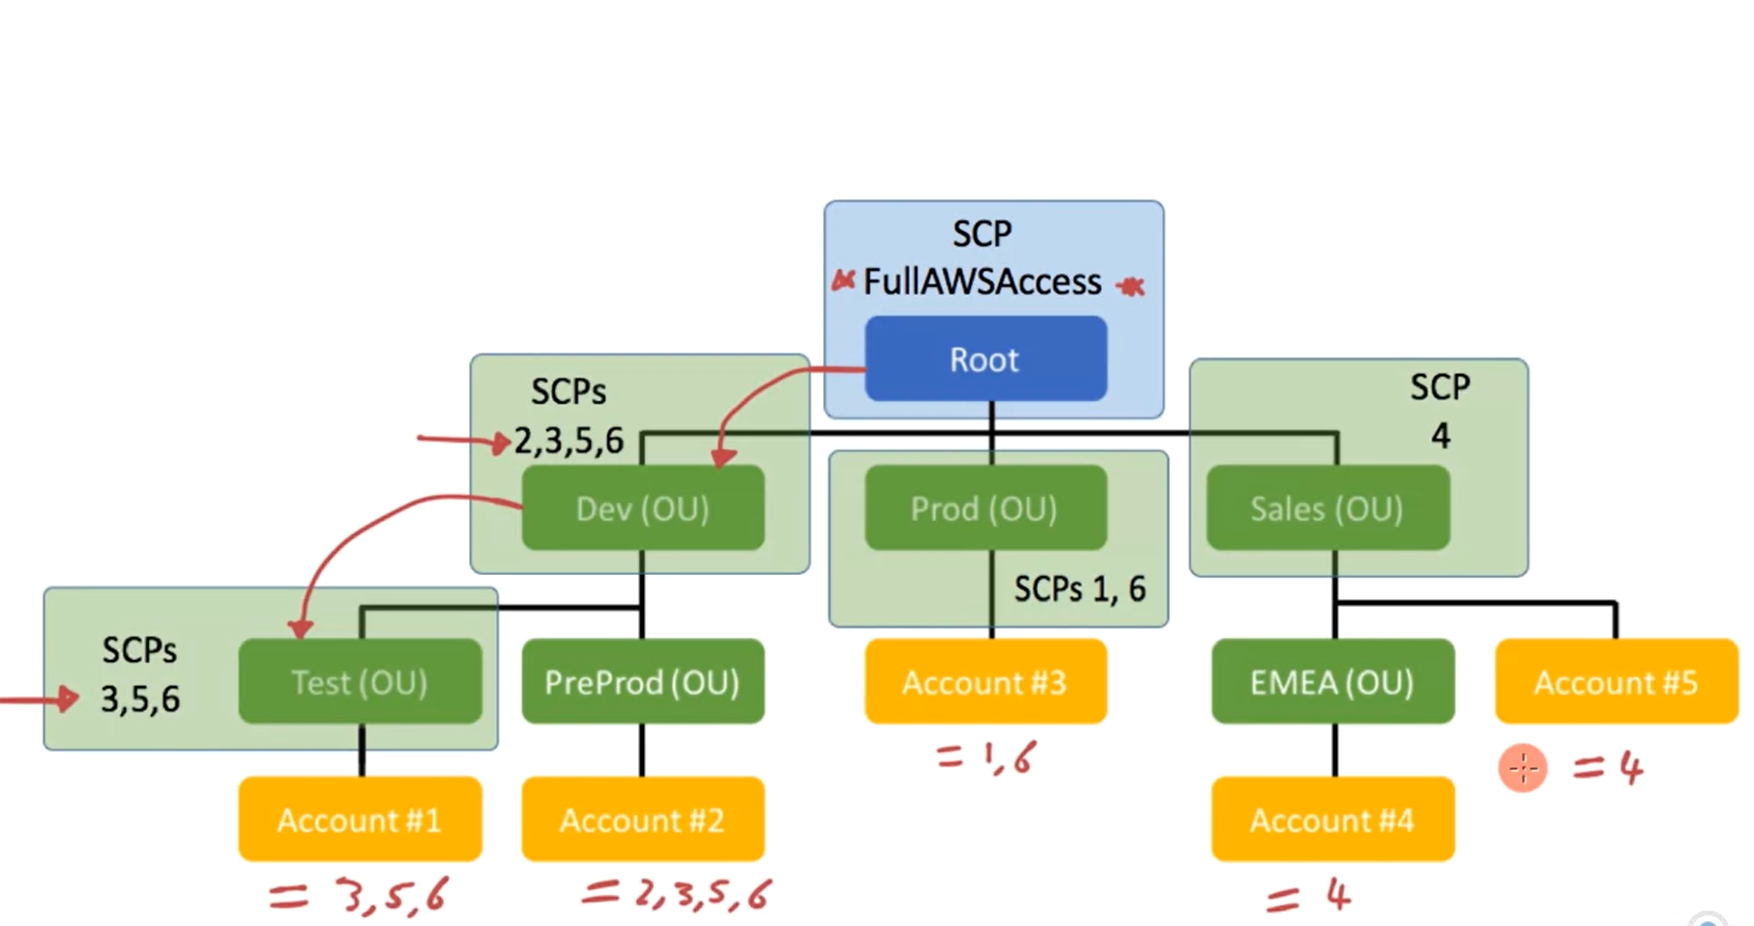 SCP
* FullAWSAccess *
Root
SCPs
2,3,5,6
Dev (OU)
Prod (OU)
SCPs 1, 6
SCP
4
Sales (OU)
SCPs
3,5,6
Test (OU)
PreProd (OU)
Account #3
EMEA (OU)
Account #5
= 1,6
= 4
Account #1
Account #2
Account #4
= 3,5,6
= 2,3,5,6
= 4